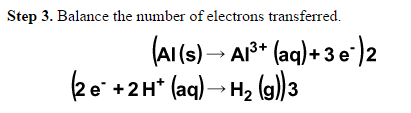 Step 3. Balance the number of electrons transferred.
(Al (s) → Al³⁺ (aq) + 3 e⁻)2
(2 e⁻ + 2 H⁺ (aq) → H₂ (g))3